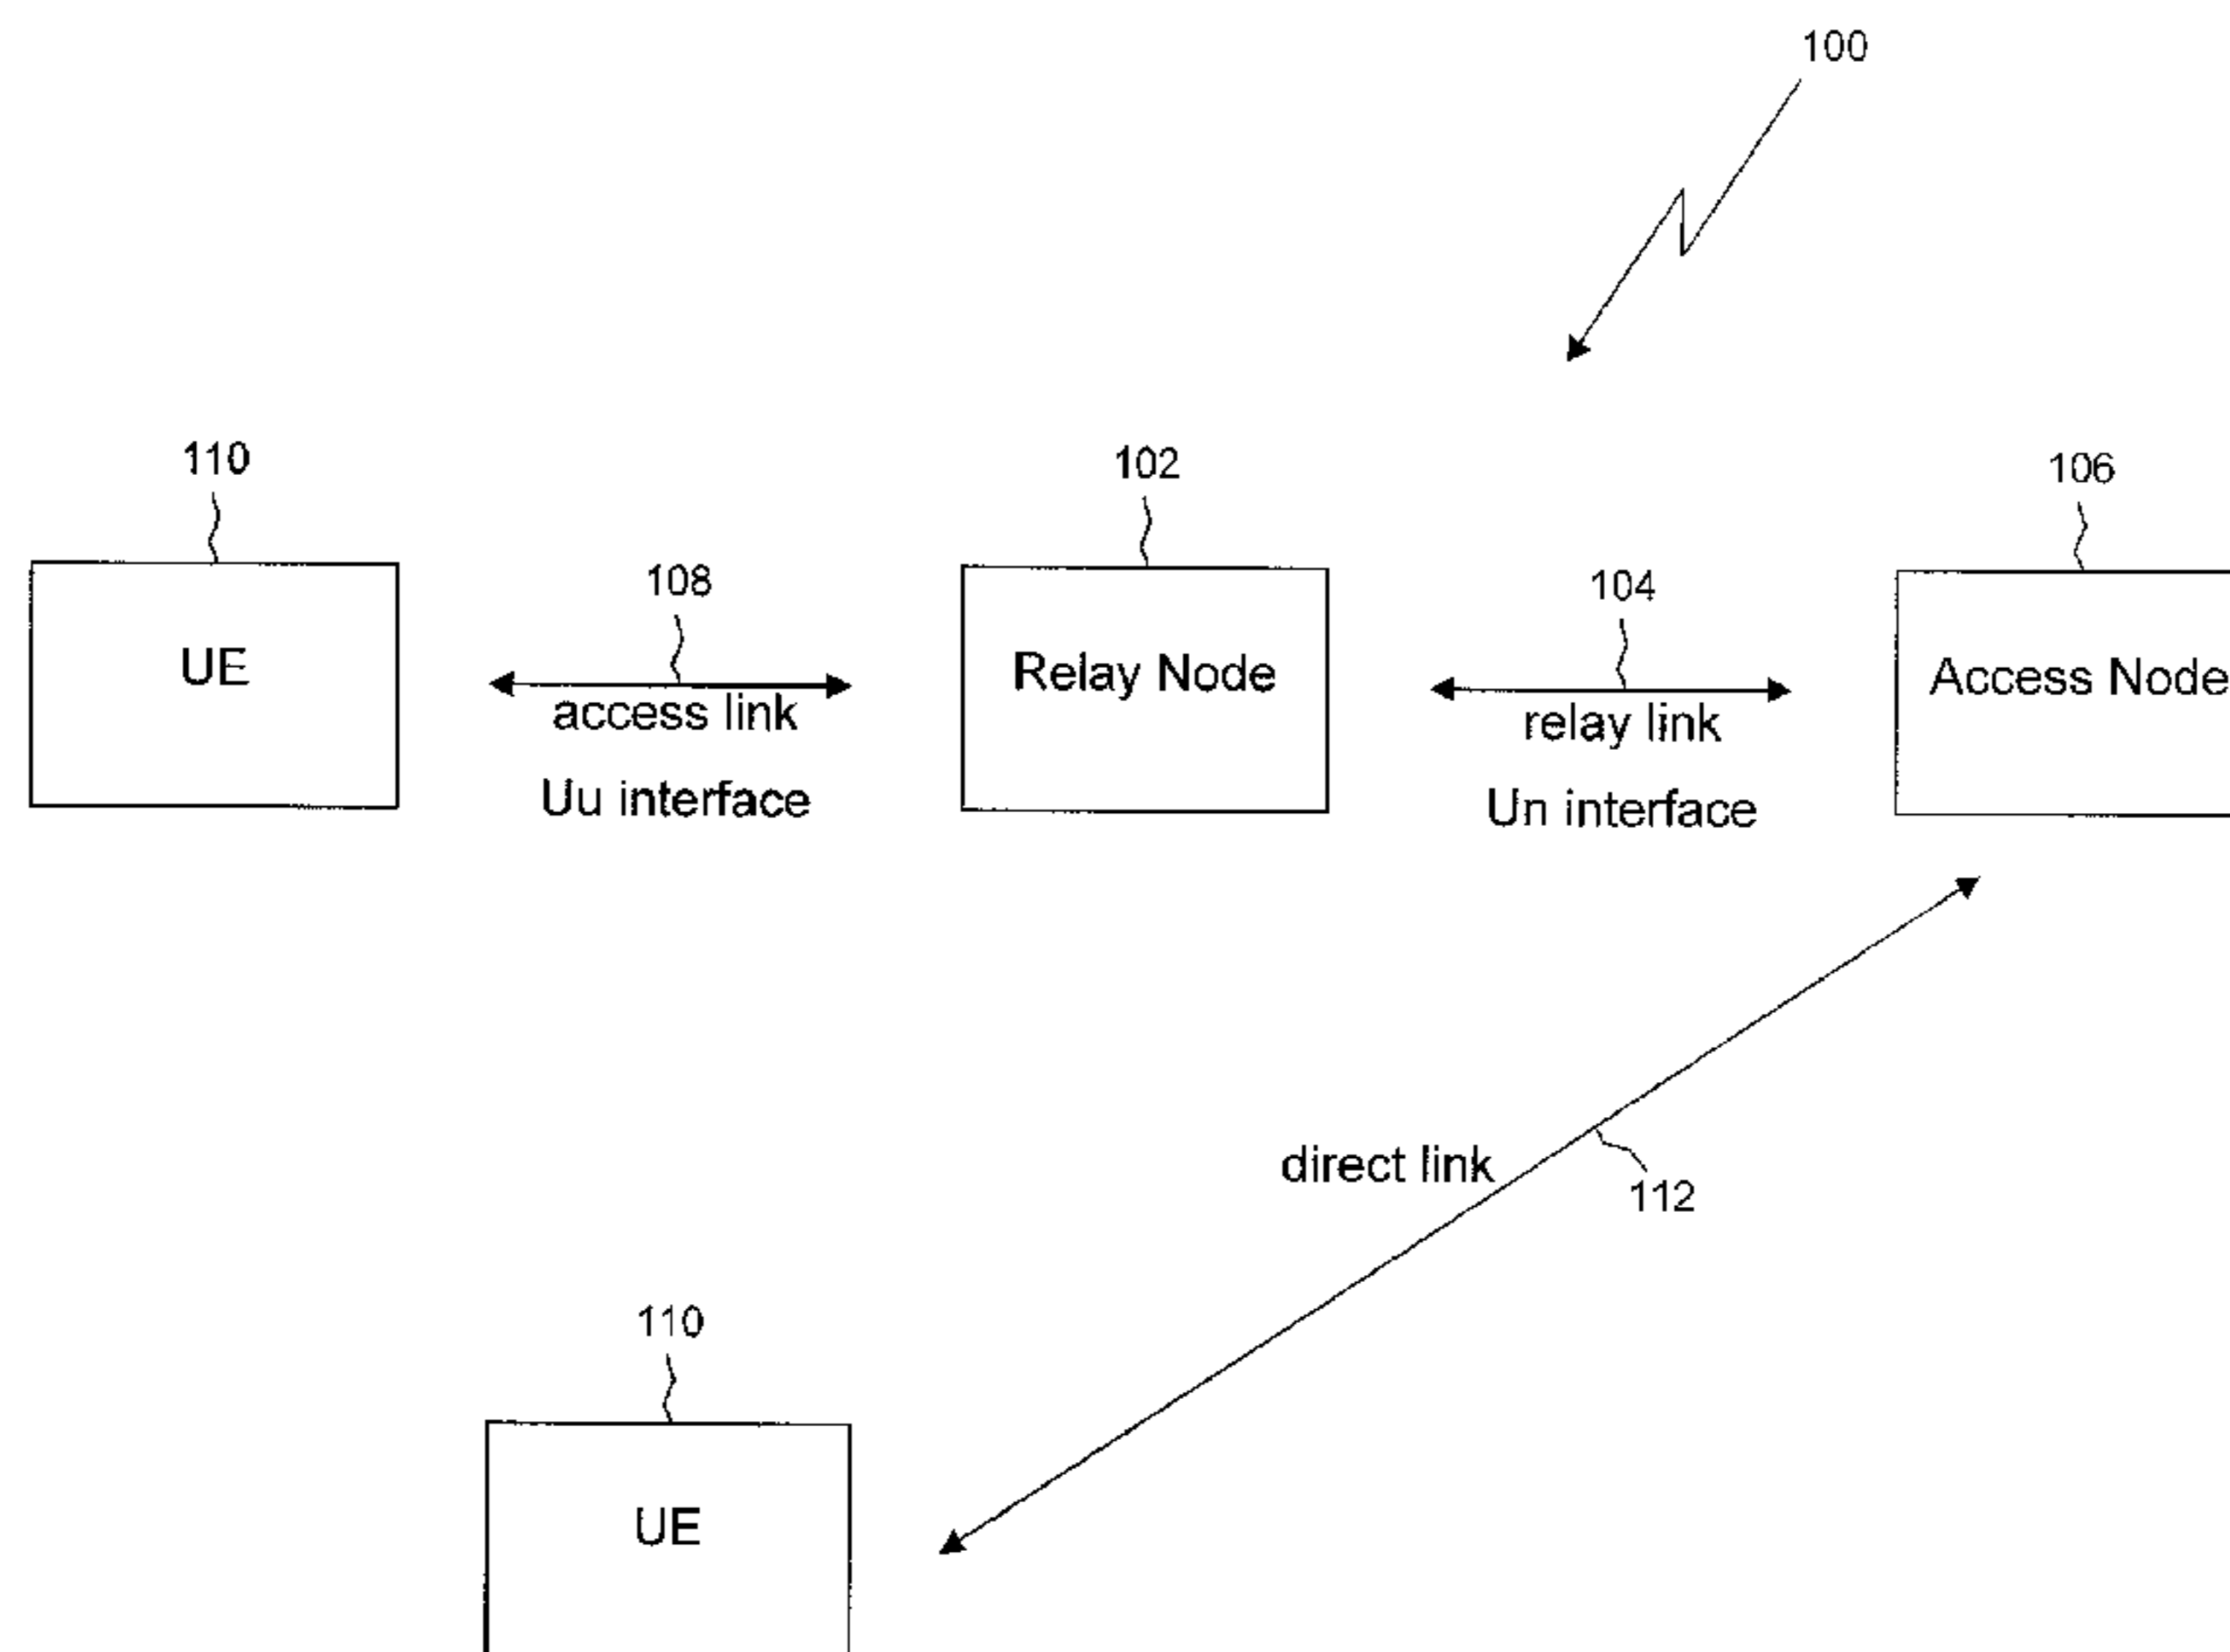 100
110
102
106
108
104
UE
Relay Node
Access Node
access link
relay link
Uu interface
Un interface
direct link
112
110
UE